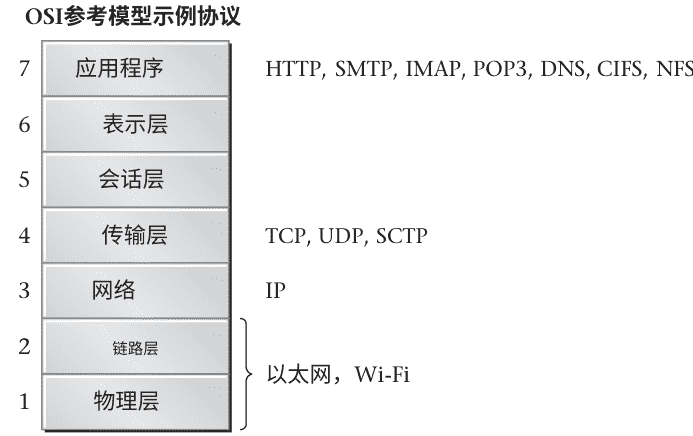 OSI参考模型示例协议
7 应用程序 HTTP, SMTP, IMAP, POP3, DNS, CIFS, NFS
6 表示层
5 会话层
4 传输层 TCP, UDP, SCTP
3 网络 IP
2 链路层
以太网，Wi-Fi
1 物理层